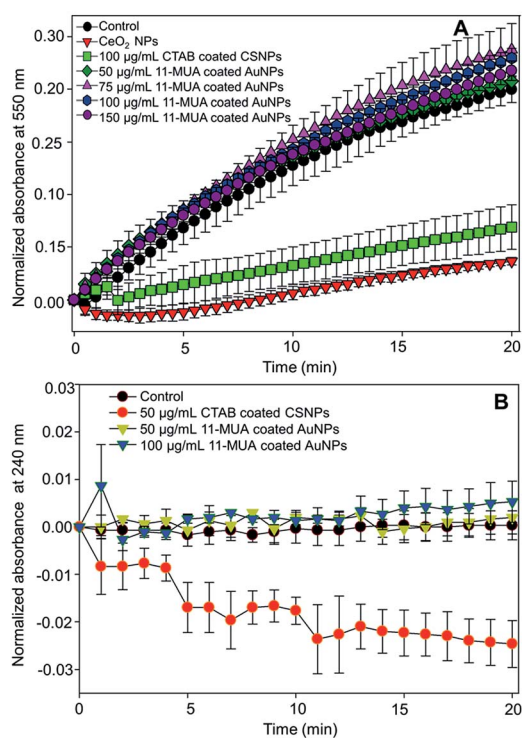 A
Control
CeO₂ NPs
100 µg/mL CTAB coated CSNPs
50 µg/mL 11-MUA coated AuNPs
75 µg/mL 11-MUA coated AuNPs
100 µg/mL 11-MUA coated AuNPs
150 µg/mL 11-MUA coated AuNPs
Normalized absorbance at 550 nm
0.30
0.20
0.25
0.10
0.15
0.00
0 5 10 15 20
Time (min)
B
Control
50 µg/mL CTAB coated CSNPs
50 µg/mL 11-MUA coated AuNPs
100 µg/mL 11-MUA coated AuNPs
Normalized absorbance at 240 nm
0.03
0.02
0.01
0.00
-0.01
-0.02
-0.03
0 5 10 15 20
Time (min)